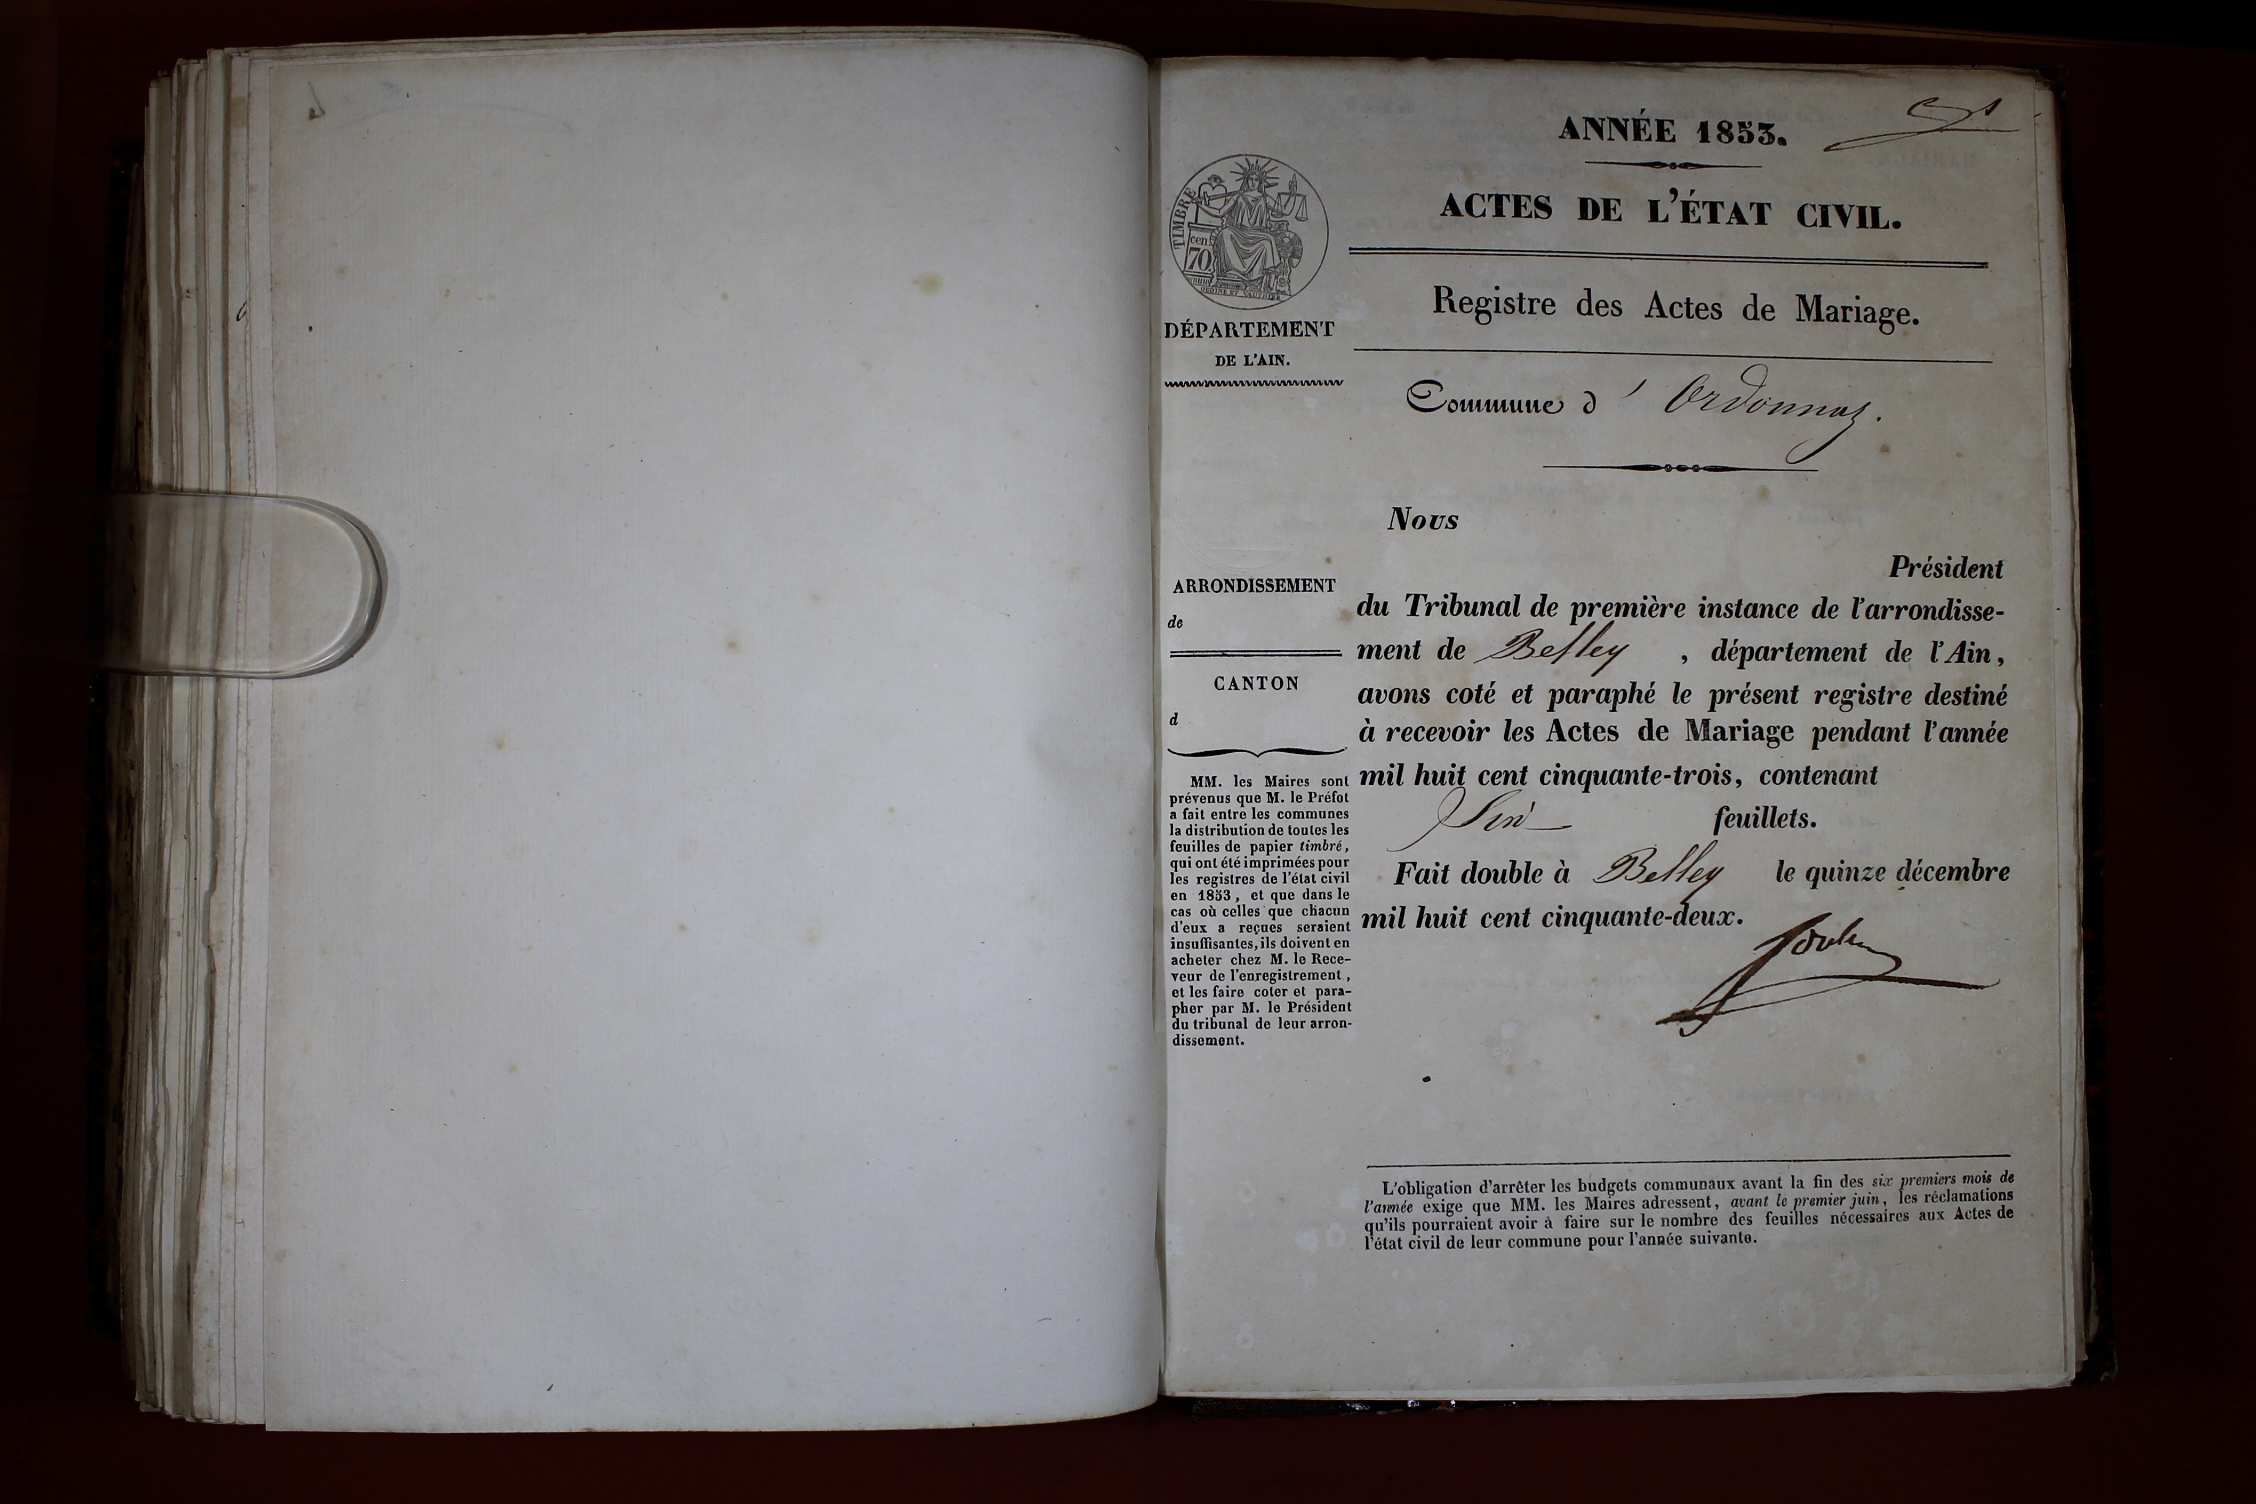 ANNÉE 1853.
ACTES DE L'ÉTAT CIVIL.
TIMBRE
cen
70
Registre des Actes de Mariage.
DÉPARTEMENT
DE L'AIN.
Commune d'Ordonnaz.
Nous
Président
du Tribunal de première instance de l'arrondisse-
ment de Belley, département de l'Ain,
avons coté et paraphé le présent registre destiné
à recevoir les Actes de Mariage pendant l'année
mil huit cent cinquante-trois, contenant
Six feuillets.
Fait double à Belley le quinze décembre
mil huit cent cinquante-deux.
ARRONDISSEMENT
de
CANTON
d
MM. les Maires sont
prévenus que M. le Préfet
a fait entre les communes
la distribution de toutes les
feuilles de papier timbré,
qui ont été imprimées pour
les registres de l'état civil
en 1853, et que dans le
cas où celles que chacun
d'eux a reçues seraient
insuffisantes, ils doivent en
acheter chez M. le Rece-
veur de l'enregistrement,
et les faire coter et para-
pher par M. le Président
du tribunal de leur arron-
dissement.
L'obligation d'arrêter les budgets communaux avant la fin des six premiers mois de
l'année exige que MM. les Maires adressent, avant le premier juin, les réclamations
qu'ils pourraient avoir à faire sur le nombre des feuilles nécessaires aux Actes de
l'état civil de leur commune pour l'année suivante.